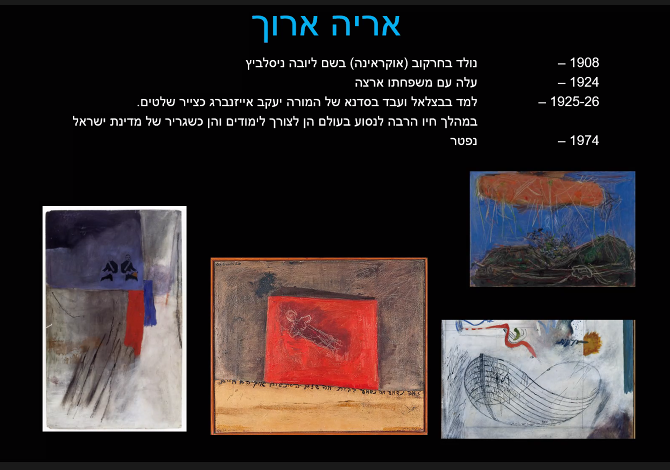 אריה ארוך
1908 – נולד בחרקוב (אוקראינה) בשם ליובה ניסלביץ
1924 – עלה עם משפחתו ארצה
1925-26 – למד בבצלאל ועבד בסדנא של המורה יעקב אייזנברג כצייר שלטים.
במהלך חיו הרבה לנסוע בעולם הן לצורך לימודים והן כשגריר של מדינת ישראל
1974 – נפטר